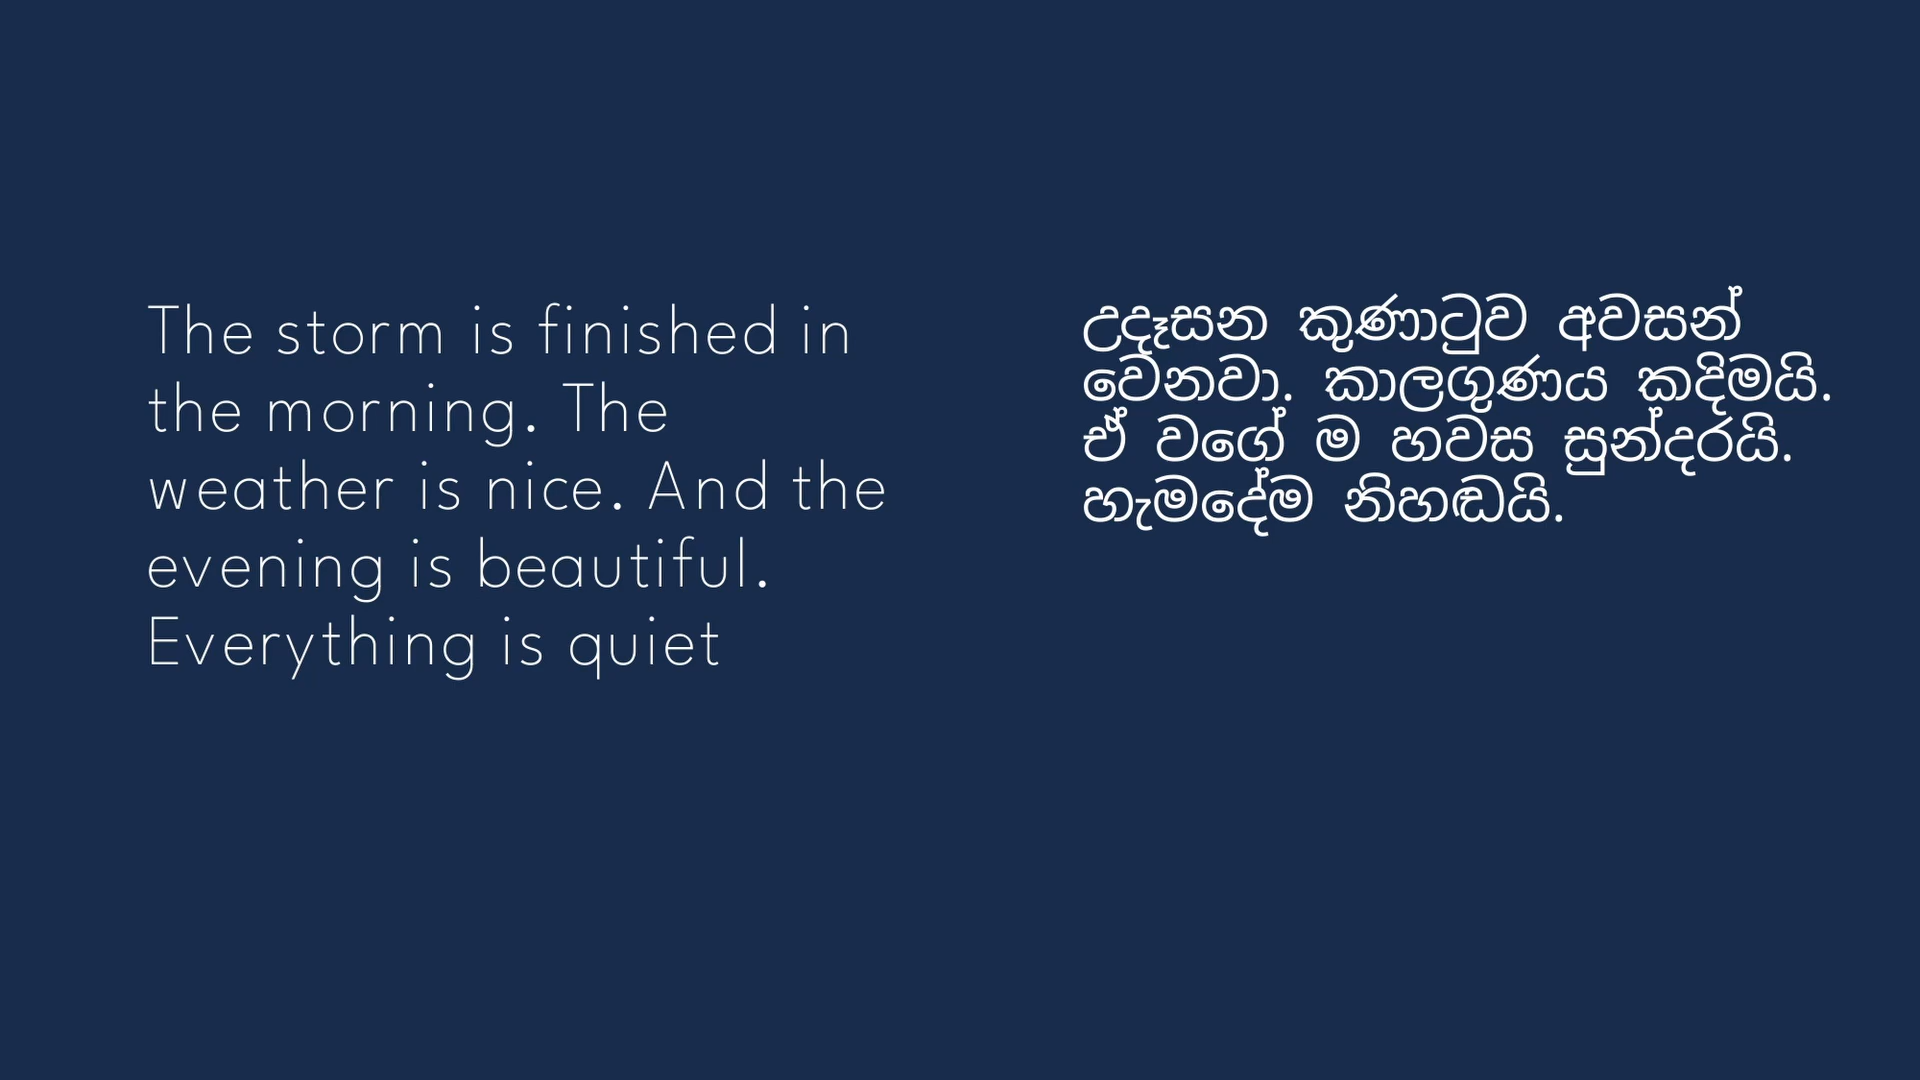 The storm is finished in
the morning. The
weather is nice. And the
evening is beautiful.
Everything is quiet
උදෑසන කුණාටුව අවසන්
වෙනවා. කාලගුණය කදිමයි.
ඒ වගේ ම හවස සුන්දරයි.
හැමදේම නිහඬයි.